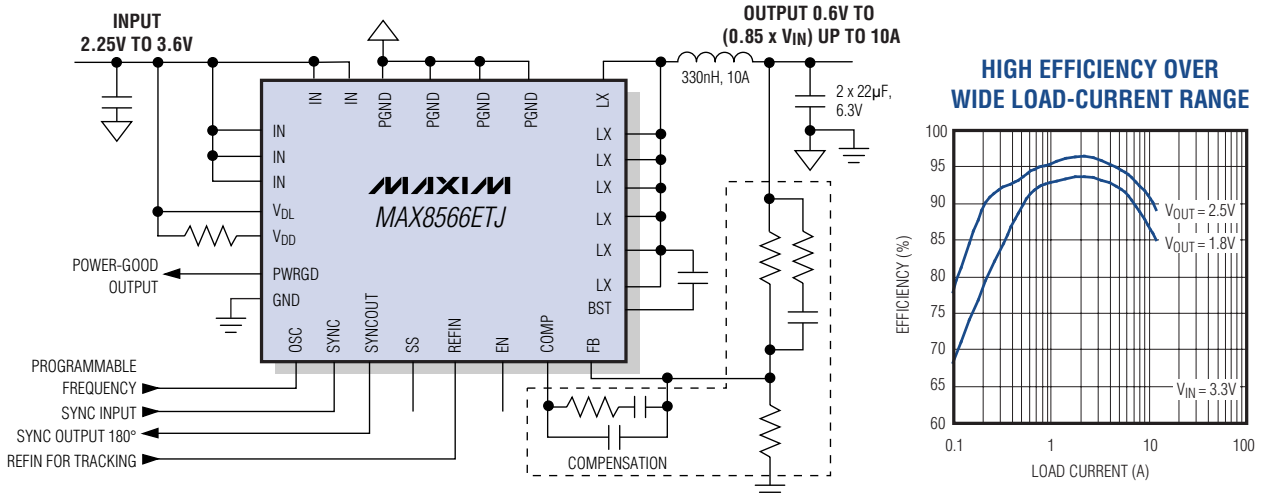 INPUT
2.25V TO 3.6V
OUTPUT 0.6V TO
(0.85 x VIN) UP TO 10A
330nH, 10A
2 x 22µF,
6.3V
IN
IN
PGND
PGND
PGND
PGND
LX
IN
IN
IN
VDL
VDD
PWRGD
GND
MAXIM
MAX8566ETJ
LX
LX
LX
LX
LX
LX
BST
OSC
SYNC
SYNCOUT
SS
REFIN
EN
COMP
FB
POWER-GOOD
OUTPUT
PROGRAMMABLE
FREQUENCY
SYNC INPUT
SYNC OUTPUT 180°
REFIN FOR TRACKING
COMPENSATION
HIGH EFFICIENCY OVER
WIDE LOAD-CURRENT RANGE
EFFICIENCY (%)
100
95
90
85
80
75
70
65
60
VOUT = 2.5V
VOUT = 1.8V
VIN = 3.3V
0.1
1
10
100
LOAD CURRENT (A)